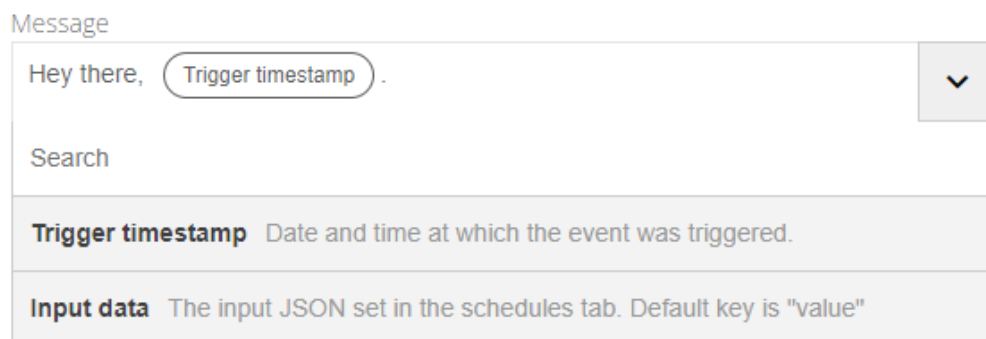 Message
Hey there, Trigger timestamp .
Search
Trigger timestamp Date and time at which the event was triggered.
Input data The input JSON set in the schedules tab. Default key is "value"